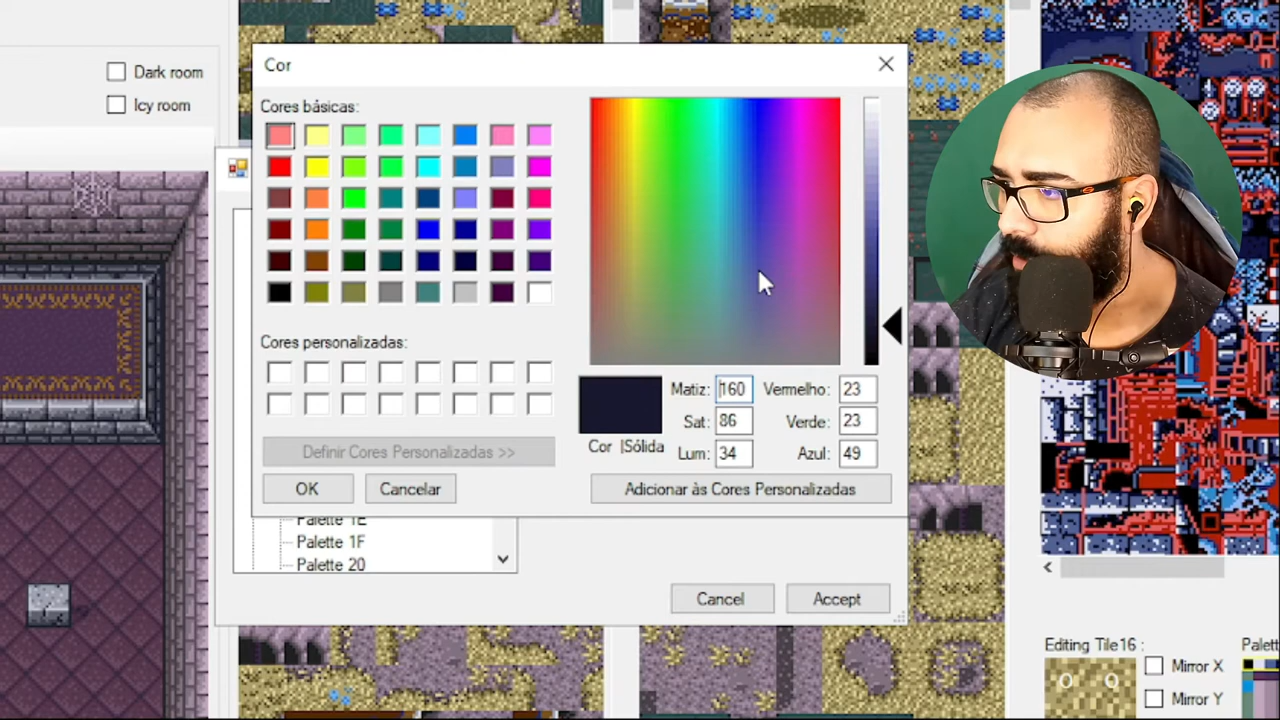 Dark room
Icy room
Cor
Cores básicas:
Cores personalizadas:
Definir Cores Personalizadas >>
OK
Cancelar
Matiz: 160
Vermelho: 23
Sat: 86
Verde: 23
Cor |Sólida
Lum: 34
Azul: 49
Adicionar às Cores Personalizadas
Palette 1E
Palette 1F
Palette 20
Cancel
Accept
Editing Tile16 :
Palette
Mirror X
Mirror Y